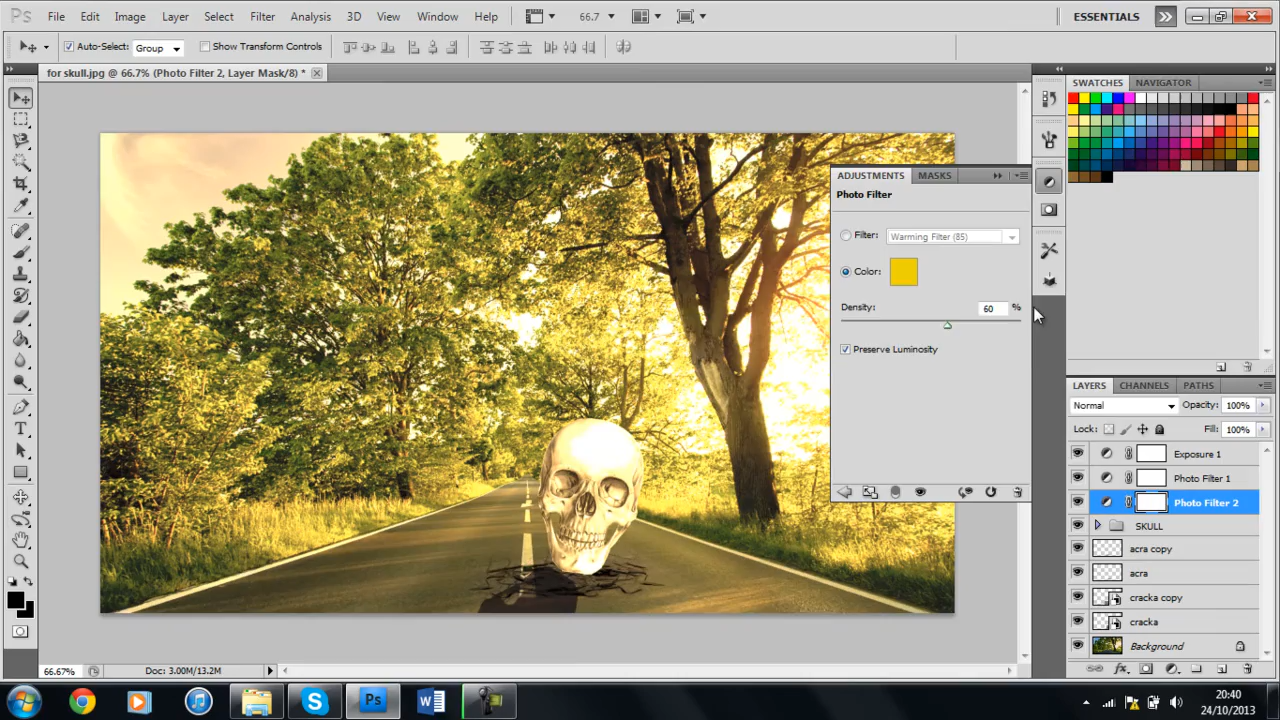 Ps File Edit Image Layer Select Filter Analysis 3D View Window Help 66.7 ESSENTIALS
Auto-Select: Group Show Transform Controls
for skull.jpg @ 66.7% (Photo Filter 2, Layer Mask/8) *
SWATCHES NAVIGATOR
ADJUSTMENTS MASKS
Photo Filter
Filter: Warming Filter (85)
Color:
Density: 60 %
Preserve Luminosity
LAYERS CHANNELS PATHS
Normal Opacity: 100%
Lock: Fill: 100%
Exposure 1
Photo Filter 1
Photo Filter 2
SKULL
acra copy
acra
cracka copy
cracka
Background
66.67% Doc: 3.00M/13.2M
20:40
24/10/2013